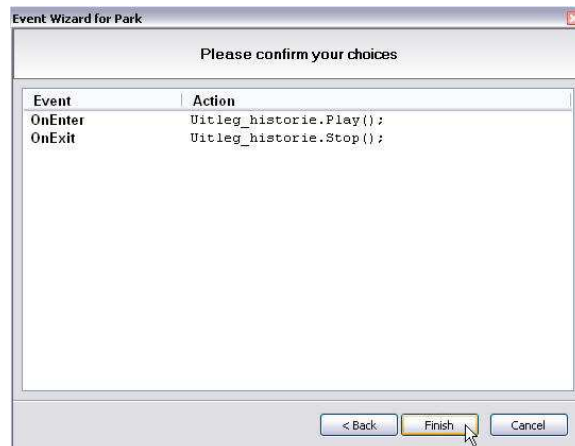 Event Wizard for Park
Please confirm your choices
Event Action
OnEnter Uitleg_historie.Play();
OnExit Uitleg_historie.Stop();
< Back Finish Cancel